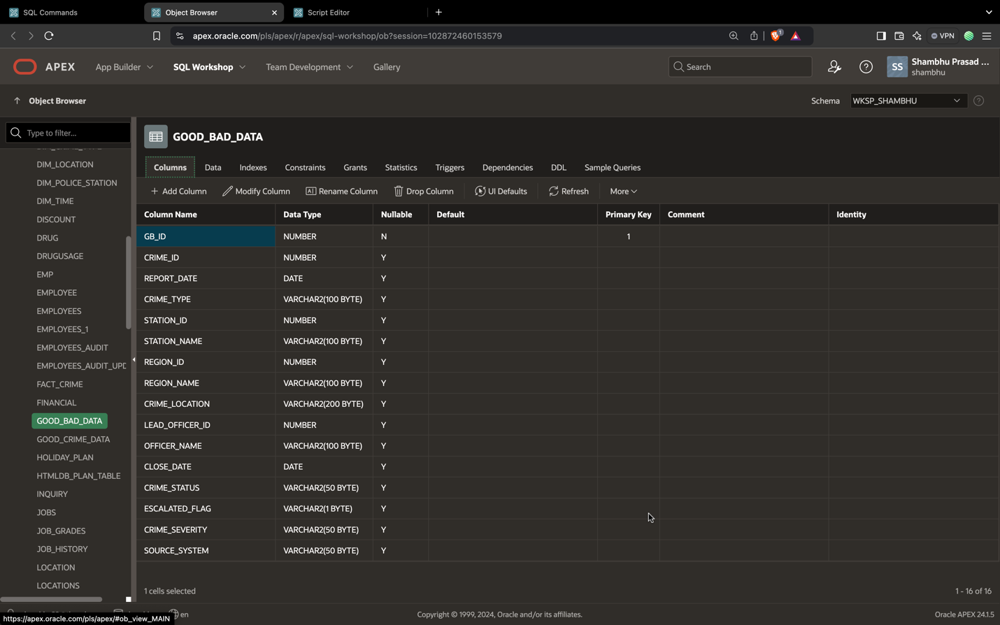 SQL Commands
Object Browser
Script Editor
apex.oracle.com/pls/apex/r/apex/sql-workshop/ob?session=102872460153579
1
VPN
APEX
App Builder
SQL Workshop
Team Development
Gallery
Search
SS
Shambhu Prasad ...
shambhu
Object Browser
Schema
WKSP_SHAMBHU
Type to filter...
DIM_LOCATION
DIM_POLICE_STATION
DIM_TIME
DISCOUNT
DRUG
DRUGUSAGE
EMP
EMPLOYEE
EMPLOYEES
EMPLOYEES_1
EMPLOYEES_AUDIT
EMPLOYEES_AUDIT_UPD
FACT_CRIME
FINANCIAL
GOOD_BAD_DATA
GOOD_CRIME_DATA
HOLIDAY_PLAN
HTMLDB_PLAN_TABLE
INQUIRY
JOBS
JOB_GRADES
JOB_HISTORY
LOCATION
LOCATIONS
GOOD_BAD_DATA
Columns Data Indexes Constraints Grants Statistics Triggers Dependencies DDL Sample Queries
Add Column Modify Column Rename Column Drop Column UI Defaults Refresh More
Column Name Data Type Nullable Default Primary Key Comment Identity
GB_ID NUMBER N 1
CRIME_ID NUMBER Y
REPORT_DATE DATE Y
CRIME_TYPE VARCHAR2(100 BYTE) Y
STATION_ID NUMBER Y
STATION_NAME VARCHAR2(100 BYTE) Y
REGION_ID NUMBER Y
REGION_NAME VARCHAR2(100 BYTE) Y
CRIME_LOCATION VARCHAR2(200 BYTE) Y
LEAD_OFFICER_ID NUMBER Y
OFFICER_NAME VARCHAR2(100 BYTE) Y
CLOSE_DATE DATE Y
CRIME_STATUS VARCHAR2(50 BYTE) Y
ESCALATED_FLAG VARCHAR2(1 BYTE) Y
CRIME_SEVERITY VARCHAR2(50 BYTE) Y
SOURCE_SYSTEM VARCHAR2(50 BYTE) Y
1 cells selected
1 - 16 of 16
en
Copyright © 1999, 2024, Oracle and/or its affiliates.
Oracle APEX 24.1.5
https://apex.oracle.com/pls/apex/#ob_view_MAIN